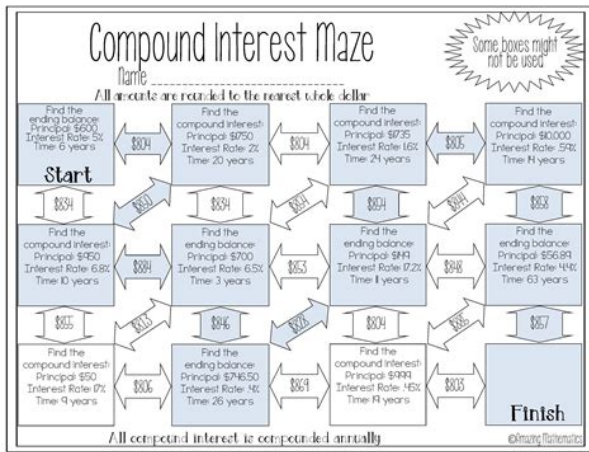 Compound Interest Maze
Some boxes might
not be used
Name
All amounts are rounded to the nearest whole dollar
Find the
ending balance:
Principal: $600
Interest Rate: 5%
Time: 6 years
Start
$804
Find the
compound interest:
Principal: $1750
Interest Rate: 2%
Time: 20 years
$804
Find the
compound interest:
Principal: $1735
Interest Rate: 1.6%
Time: 24 years
$805
Find the
compound interest:
Principal: $10,000
Interest Rate: .59%
Time: 14 years
$834
$850
$834
$854
$844
$858
Find the
compound interest:
Principal: $950
Interest Rate: 6.8%
Time: 10 years
$884
Find the
ending balance:
Principal: $700
Interest Rate: 6.5%
Time: 3 years
$853
Find the
ending balance:
Principal: $149
Interest Rate: 17.2%
Time: 11 years
$848
Find the
ending balance:
Principal: $56.89
Interest Rate: 4.4%
Time: 63 years
$855
$846
$828
$804
$857
Find the
compound interest:
Principal: $50
Interest Rate: 17%
Time: 9 years
$806
Find the
ending balance:
Principal: $746.50
Interest Rate: .4%
Time: 26 years
$869
Find the
compound interest:
Principal: $999
Interest Rate: .45%
Time: 19 years
$803
Finish
All compound interest is compounded annually
©Amazing Mathematics